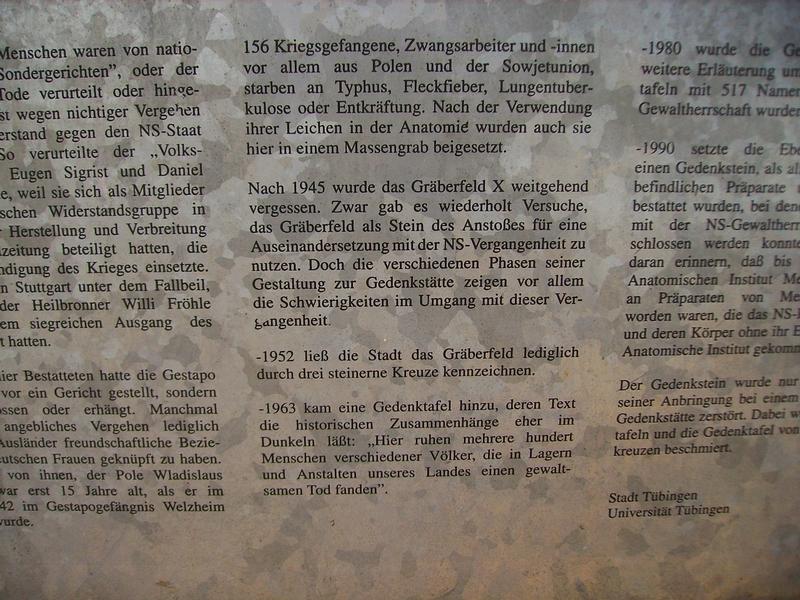 Menschen waren von natio-
Sondergerichten”, oder der
Tode verurteilt oder hinge-
st wegen nichtiger Vergehen
erstand gegen den NS-Staat
So verurteilte der „Volks-
Eugen Sigrist und Daniel
e, weil sie sich als Mitglieder
schen Widerstandsgruppe in
r Herstellung und Verbreitung
zeitung beteiligt hatten, die
ndigung des Krieges einsetzte.
n Stuttgart unter dem Fallbeil,
der Heilbronner Willi Fröhle
em siegreichen Ausgang des
t hatten.
ier Bestatteten hatte die Gestapo
vor ein Gericht gestellt, sondern
ossen oder erhängt. Manchmal
angebliches Vergehen lediglich
Ausländer freundschaftliche Bezie-
eutschen Frauen geknüpft zu haben.
von ihnen, der Pole Wladislaus
war erst 15 Jahre alt, als er im
42 im Gestapogefängnis Welzheim
wurde.
156 Kriegsgefangene, Zwangsarbeiter und -innen
vor allem aus Polen und der Sowjetunion,
starben an Typhus, Fleckfieber, Lungentuber-
kulose oder Entkräftung. Nach der Verwendung
ihrer Leichen in der Anatomie wurden auch sie
hier in einem Massengrab beigesetzt.
Nach 1945 wurde das Gräberfeld X weitgehend
vergessen. Zwar gab es wiederholt Versuche,
das Gräberfeld als Stein des Anstoßes für eine
Auseinandersetzung mit der NS-Vergangenheit zu
nutzen. Doch die verschiedenen Phasen seiner
Gestaltung zur Gedenkstätte zeigen vor allem
die Schwierigkeiten im Umgang mit dieser Ver-
gangenheit.
-1952 ließ die Stadt das Gräberfeld lediglich
durch drei steinerne Kreuze kennzeichnen.
-1963 kam eine Gedenktafel hinzu, deren Text
die historischen Zusammenhänge eher im
Dunkeln läßt: „Hier ruhen mehrere hundert
Menschen verschiedener Völker, die in Lagern
und Anstalten unseres Landes einen gewalt-
samen Tod fanden”.
-1980 wurde die Ge
weitere Erläuterung um
tafeln mit 517 Namen
Gewaltherrschaft wurden
-1990 setzte die Ebe
einen Gedenkstein, als al
befindlichen Präparate
bestattet wurden, bei dene
mit der NS-Gewaltherr
schlossen werden konnte
daran erinnern, daß bis
Anatomischen Institut Me
an Präparaten von Me
worden waren, die das NS-
und deren Körper ohne ihr E
Anatomische Institut gekomm
Der Gedenkstein wurde nur
seiner Anbringung bei einem
Gedenkstätte zerstört. Dabei w
tafeln und die Gedenktafel von
kreuzen beschmiert.
Stadt Tübingen
Universität Tübingen